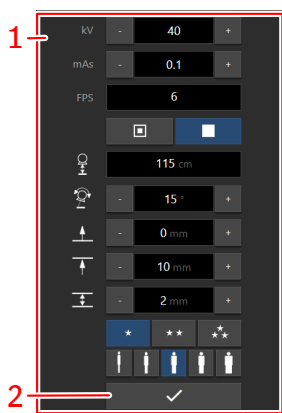 1
kV - 40 +
mAs - 0.1 +
FPS 6
115 cm
- 15 ° +
- 0 mm +
- 10 mm +
- 2 mm +
2